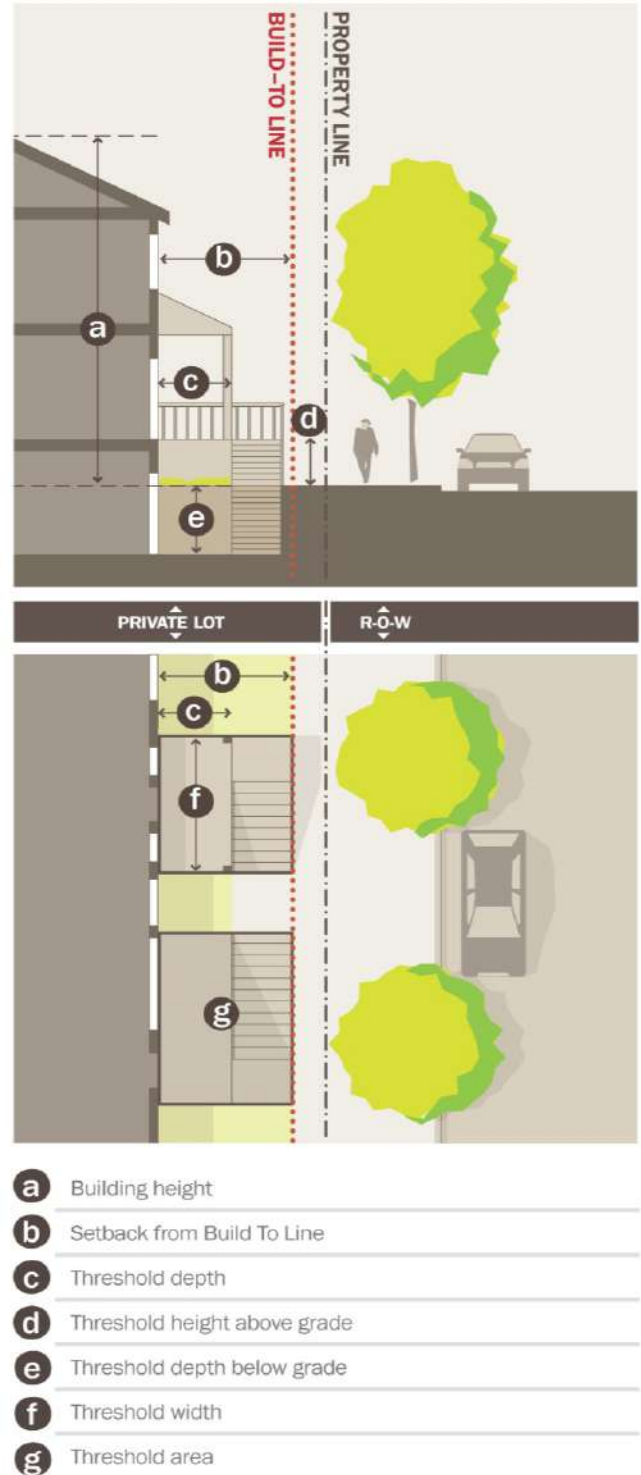 BUILD–TO LINE
PROPERTY LINE
b
a
c
d
e
PRIVATE LOT
R-O-W
b
c
f
g
a Building height
b Setback from Build To Line
c Threshold depth
d Threshold height above grade
e Threshold depth below grade
f Threshold width
g Threshold area